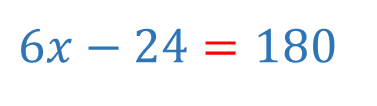 6x − 24 = 180